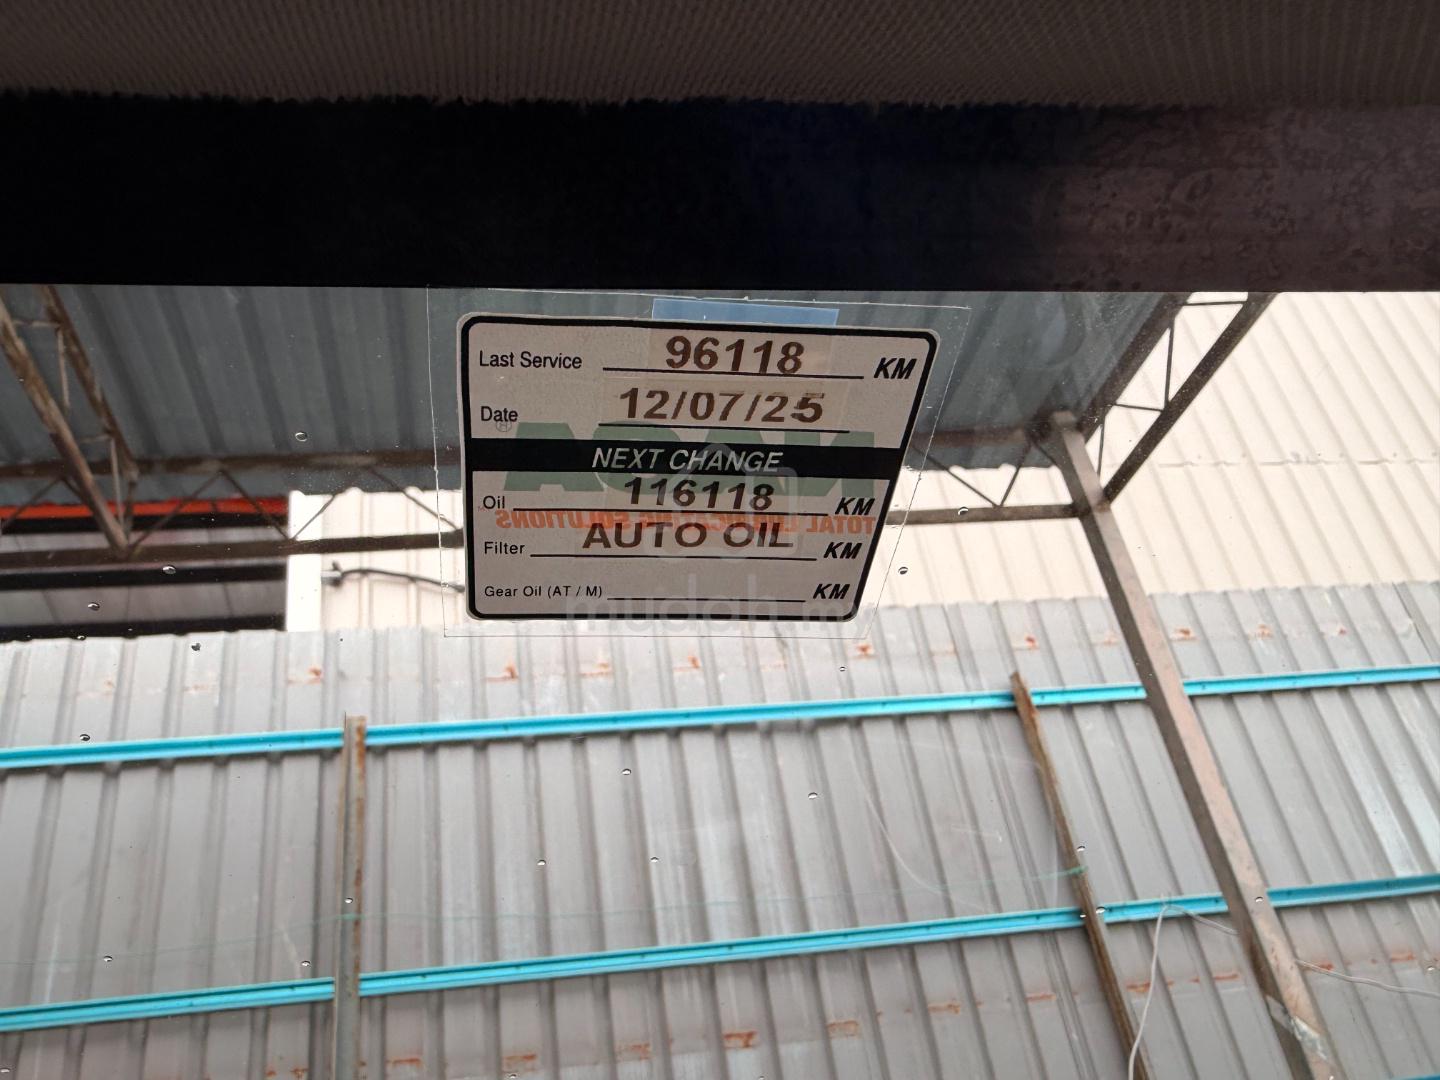 Last Service 96118 KM
Date 12/07/25
NEXT CHANGE
Oil 116118 KM
TOTAL LUBRICATING SOLUTIONS
Filter AUTO OIL KM
Gear Oil (AT / M) KM
mudah.my